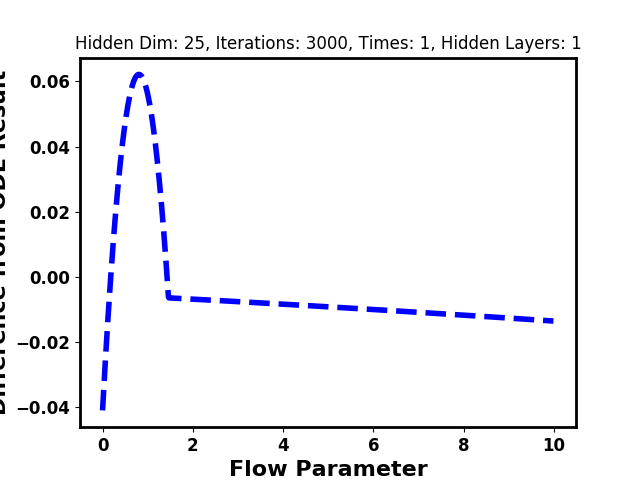 Hidden Dim: 25, Iterations: 3000, Times: 1, Hidden Layers: 1
Difference from ODE Result
0.06
0.04
0.02
0.00
−0.02
−0.04
0 2 4 6 8 10
Flow Parameter